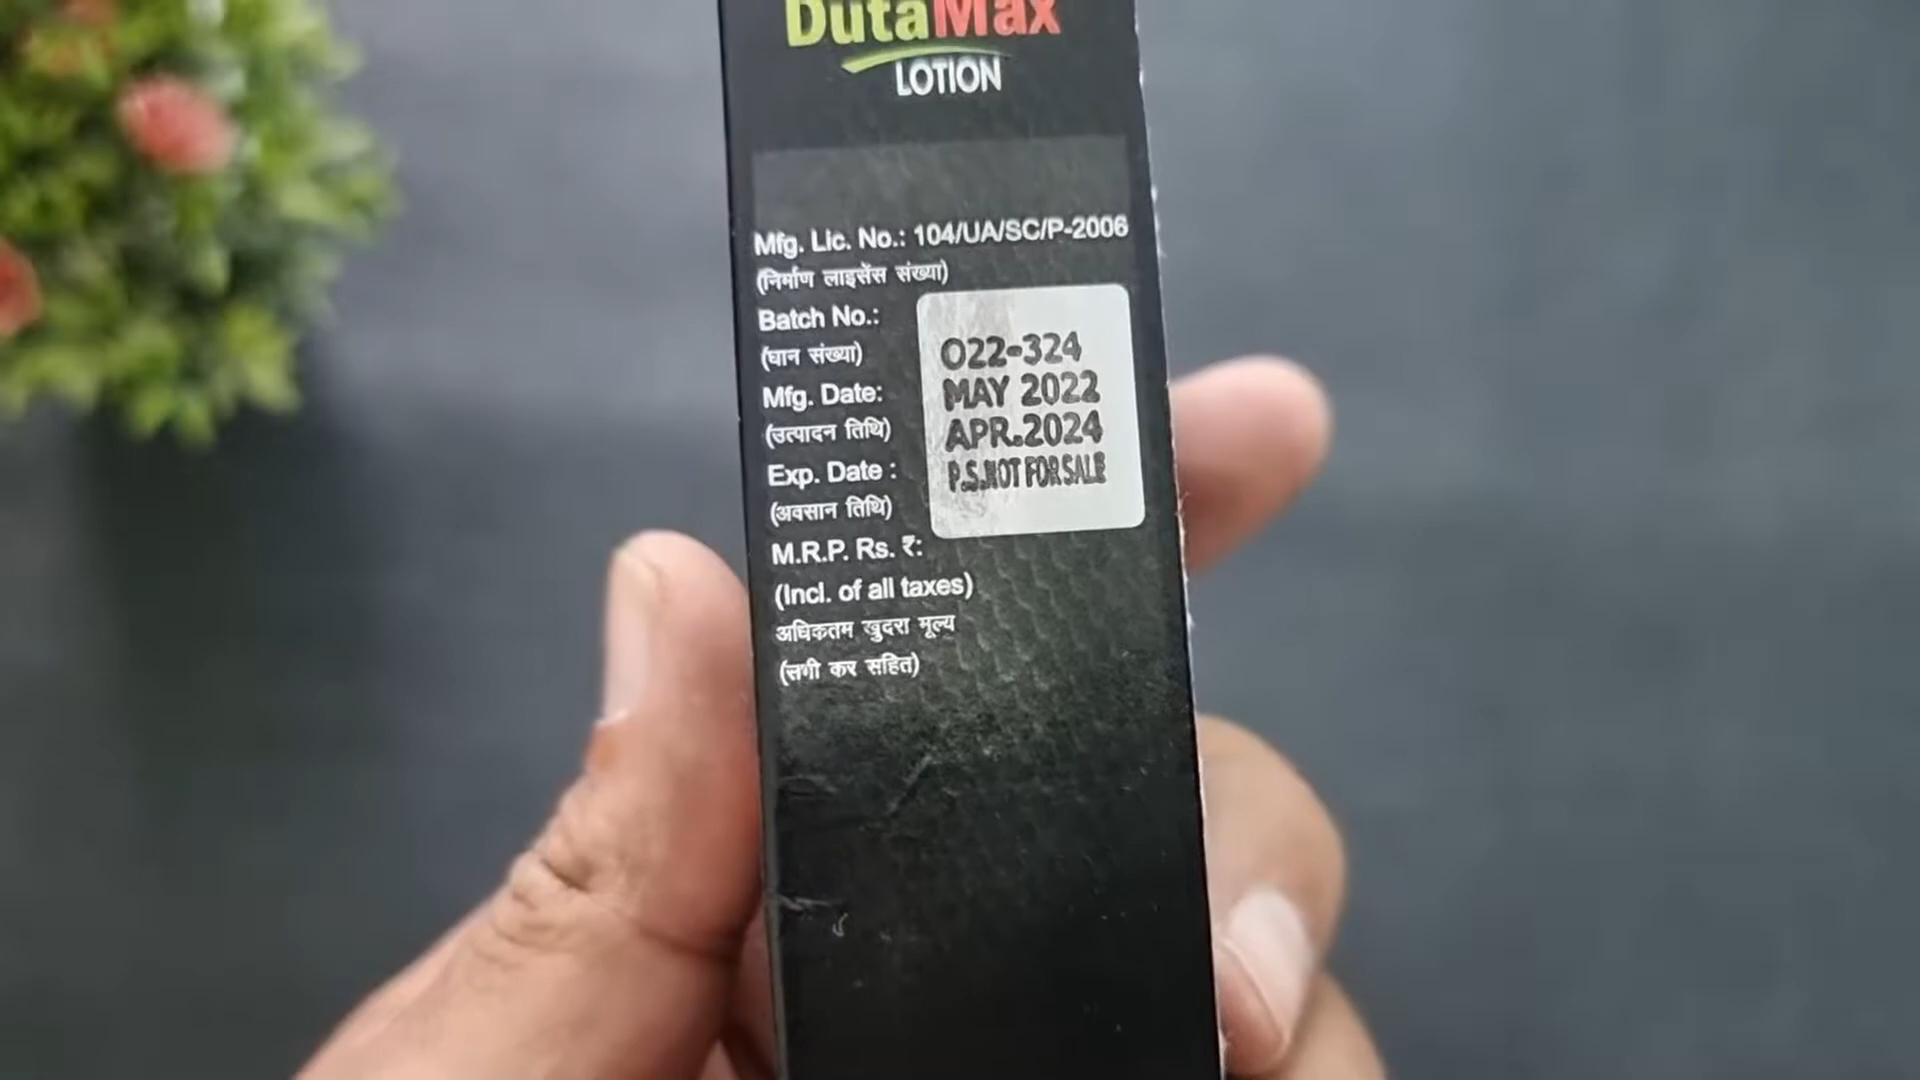 DutaMax
LOTION
Mfg. Lic. No.: 104/UA/SC/P-2006
(निर्माण लाइसेंस संख्या)
Batch No.: O22-324
(घान संख्या)
Mfg. Date: MAY 2022
(उत्पादन तिथि)
Exp. Date : APR.2024
(अवसान तिथि)
P.S.NOT FOR SALE
M.R.P. Rs. ₹:
(Incl. of all taxes)
अधिकतम खुदरा मूल्य
(सभी कर सहित)